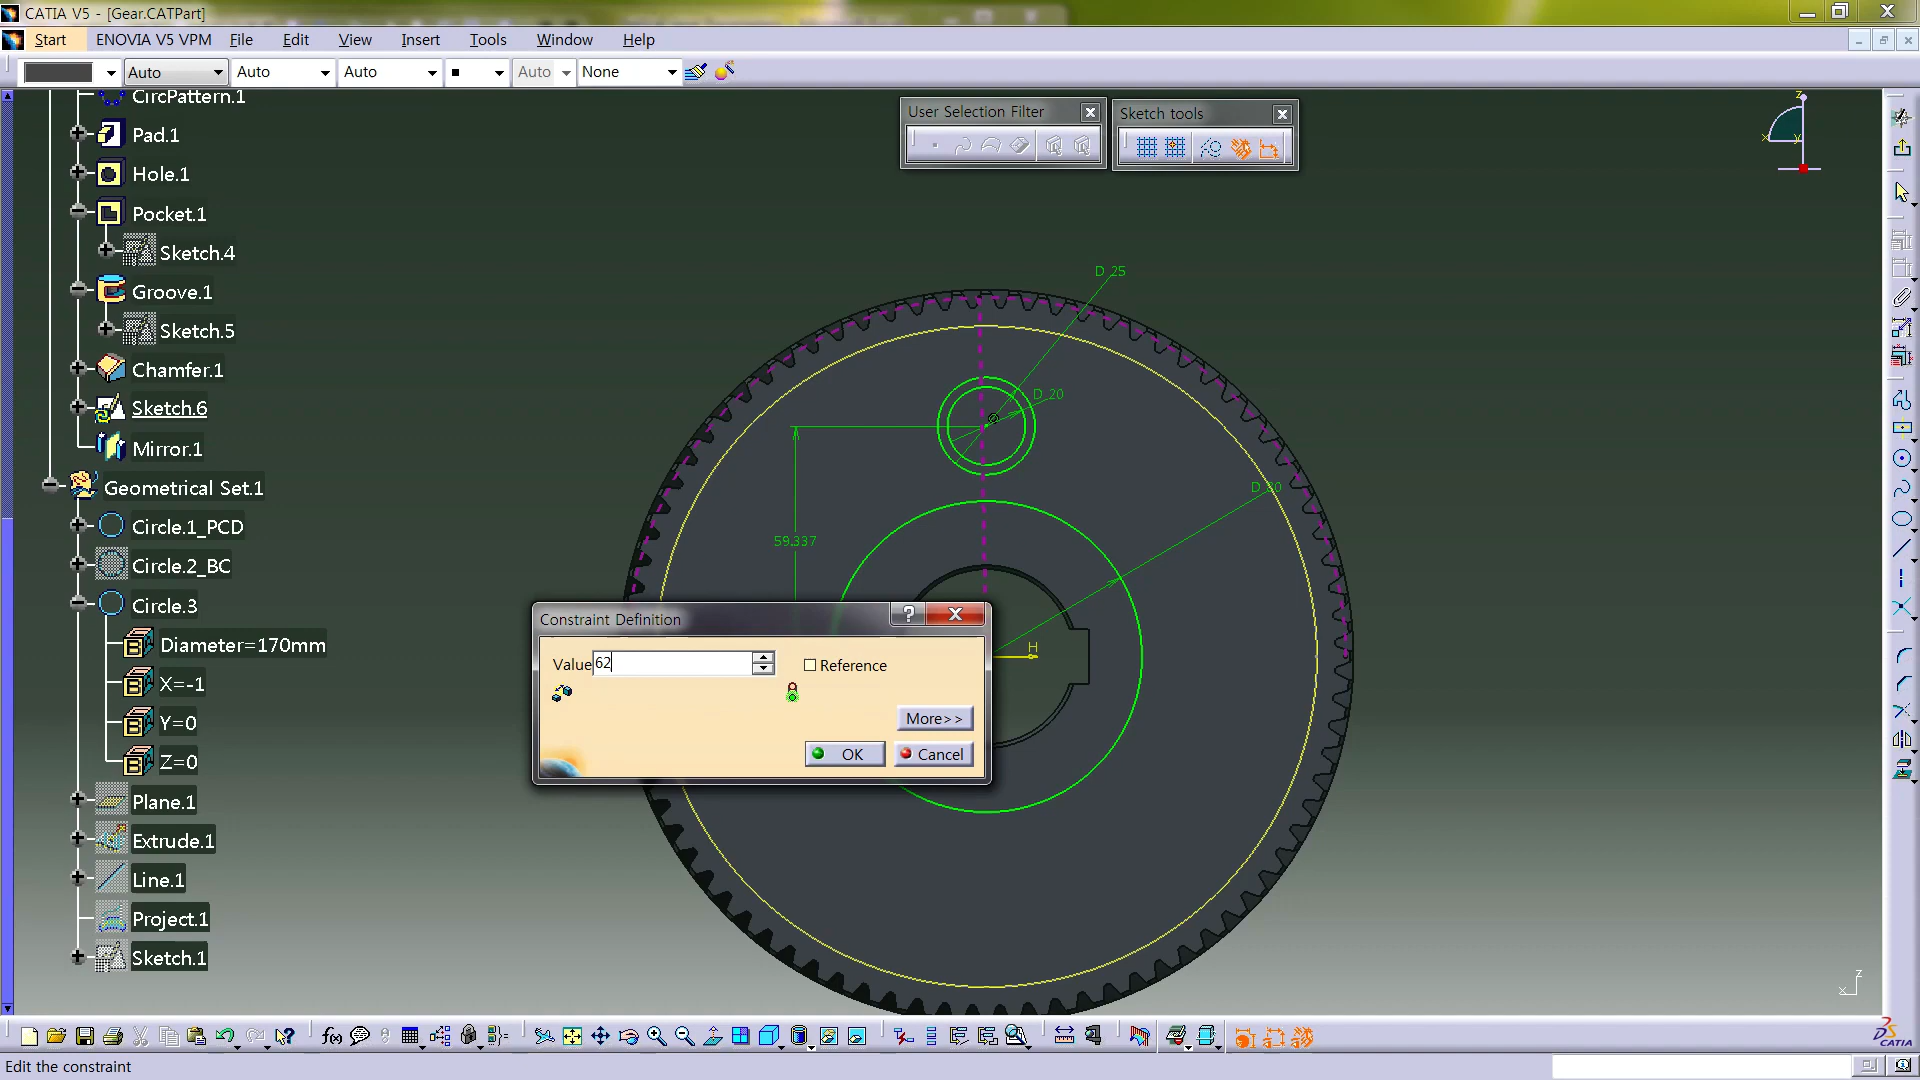 CATIA V5 - [Gear.CATPart]
Start ENOVIA V5 VPM File Edit View Insert Tools Window Help
Auto Auto Auto Auto None
CircPattern.1
Pad.1
Hole.1
Pocket.1
Sketch.4
Groove.1
Sketch.5
Chamfer.1
Sketch.6
Mirror.1
Geometrical Set.1
Circle.1_PCD
Circle.2_BC
Circle.3
Diameter=170mm
X=-1
Y=0
Z=0
Plane.1
Extrude.1
Line.1
Project.1
Sketch.1
User Selection Filter
Sketch tools
z
x
y
D 25
D 20
D 80
59.337
H
Constraint Definition
?
Value 62
Reference
More>>
OK Cancel
z
x
f(x)
CATIA
Edit the constraint